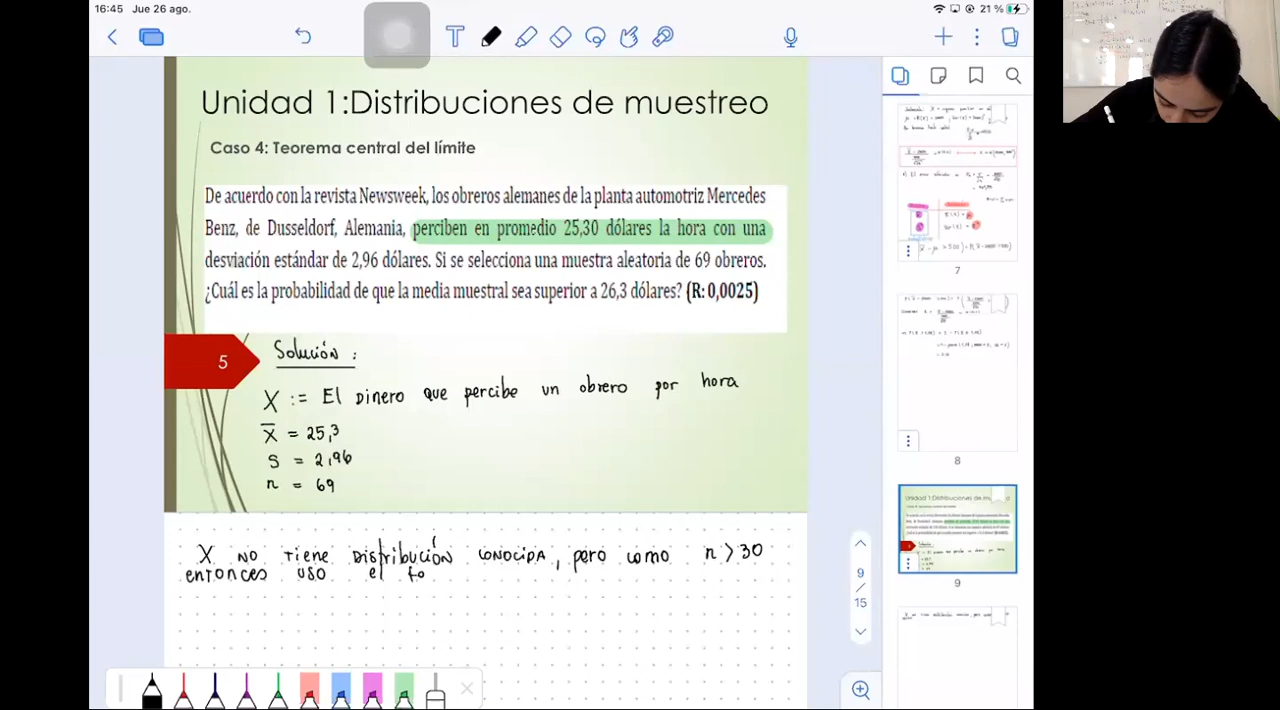 16:45 Jue 26 ago.
21 %
Unidad 1:Distribuciones de muestreo
Caso 4: Teorema central del límite
De acuerdo con la revista Newsweek, los obreros alemanes de la planta automotriz Mercedes
Benz, de Dusseldorf, Alemania, perciben en promedio 25,30 dólares la hora con una
desviación estándar de 2,96 dólares. Si se selecciona una muestra aleatoria de 69 obreros.
¿Cuál es la probabilidad de que la media muestral sea superior a 26,3 dólares? (R: 0,0025)
5
Solución :
X := El dinero que percibe un obrero por hora
x̄ = 25,3
S = 2,96
n = 69
X no tiene distribución conocida, pero como n > 30
entonces uso el to
7
8
9
9
/
15